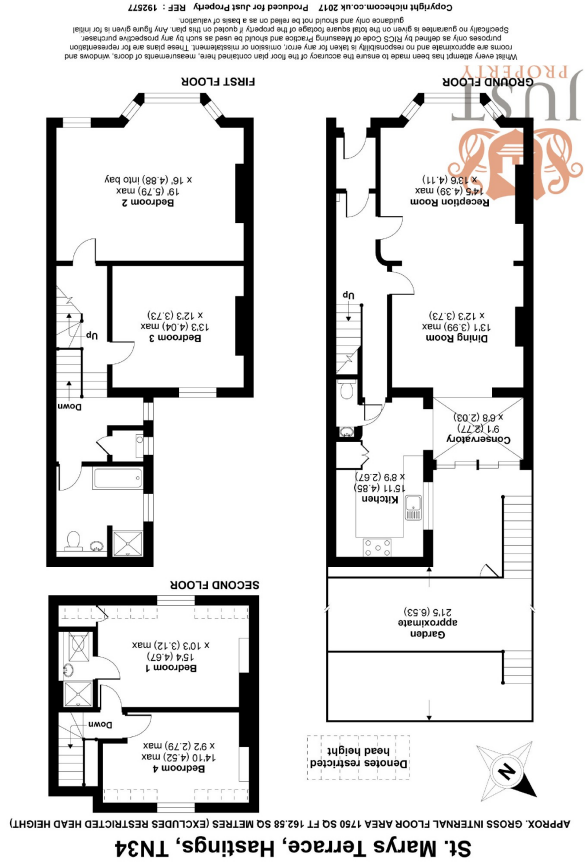 St. Marys Terrace, Hastings, TN34
APPROX. GROSS INTERNAL FLOOR AREA 1750 SQ FT 162.58 SQ METRES (EXCLUDES RESTRICTED HEAD HEIGHT)
N
Denotes restricted
head height
Bedroom 4
14'10 (4.52) max
x 9'2 (2.79) max
Down
Bedroom 1
15'4 (4.67)
x 10'3 (3.12) max
SECOND FLOOR
Garden
approximate
21'5 (6.53)
Kitchen
15'11 (4.85)
x 8'9 (2.67)
Conservatory
9'1 (2.77)
x 6'8 (2.03)
Dining Room
13'1 (3.99) max
x 12'3 (3.73)
Up
Reception Room
14'5 (4.39) max
x 13'6 (4.11)
GROUND FLOOR
Down
Up
Bedroom 3
13'3 (4.04) max
x 12'3 (3.73)
Bedroom 2
19' (5.79) max
x 16' (4.88) into bay
FIRST FLOOR
JUST
PROPERTY
Whilst every attempt has been made to ensure the accuracy of the floor plan contained here, measurements of doors, windows and
rooms are approximate and no responsibility is taken for any error, omission or misstatement. These plans are for representation
purposes only as defined by RICS Code of Measuring Practice and should be used as such by any prospective purchaser.
Specifically no guarantee is given on the total square footage of the property if quoted on this plan. Any figure given is for initial
guidance only and should not be relied on as a basis of valuation.
Copyright nichecom.co.uk 2017 Produced for Just Property REF : 192577